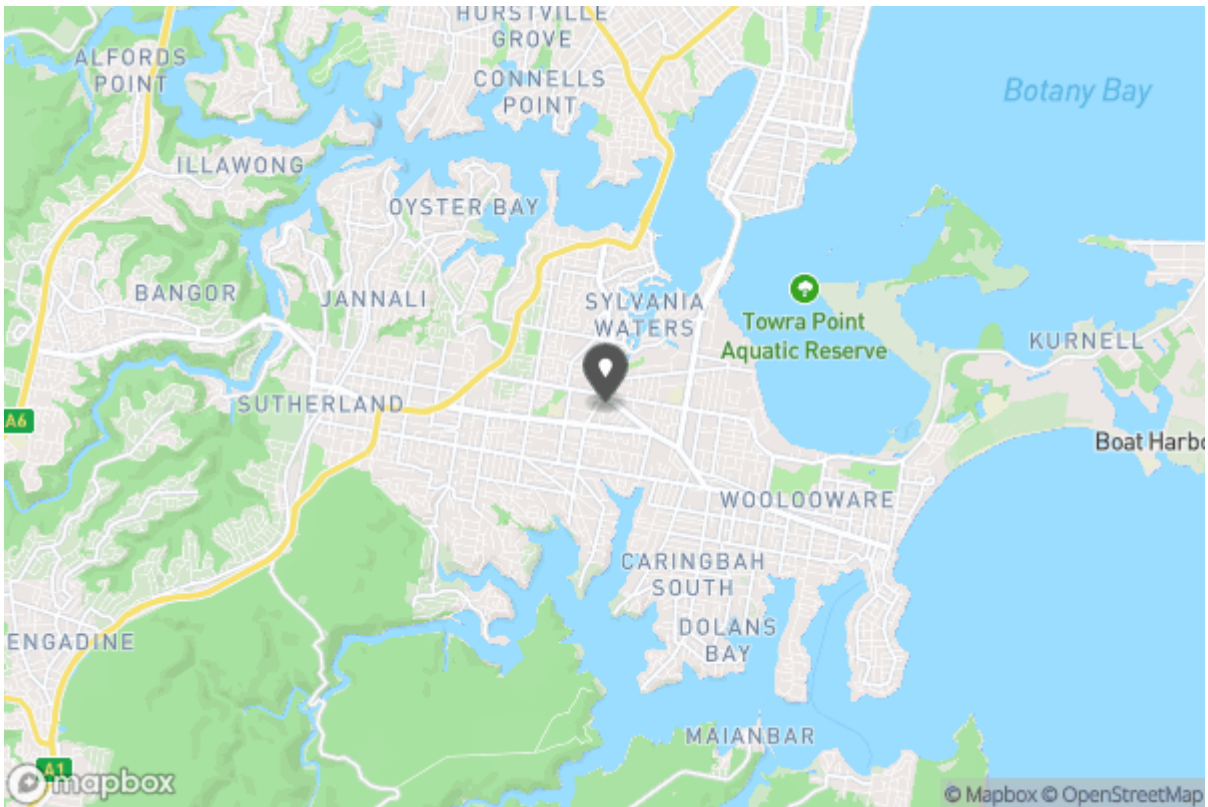 HURSTVILLE
GROVE
ALFORDS
POINT
CONNELLS
POINT
Botany Bay
ILLAWONG
OYSTER BAY
BANGOR
JANNALI
SYLVANIA
WATERS
Towra Point
Aquatic Reserve
KURNELL
SUTHERLAND
A6
Boat Harbo
WOOLOOWARE
CARINGBAH
SOUTH
DOLANS
BAY
ENGADINE
MAIANBAR
A1
mapbox
© Mapbox © OpenStreetMap